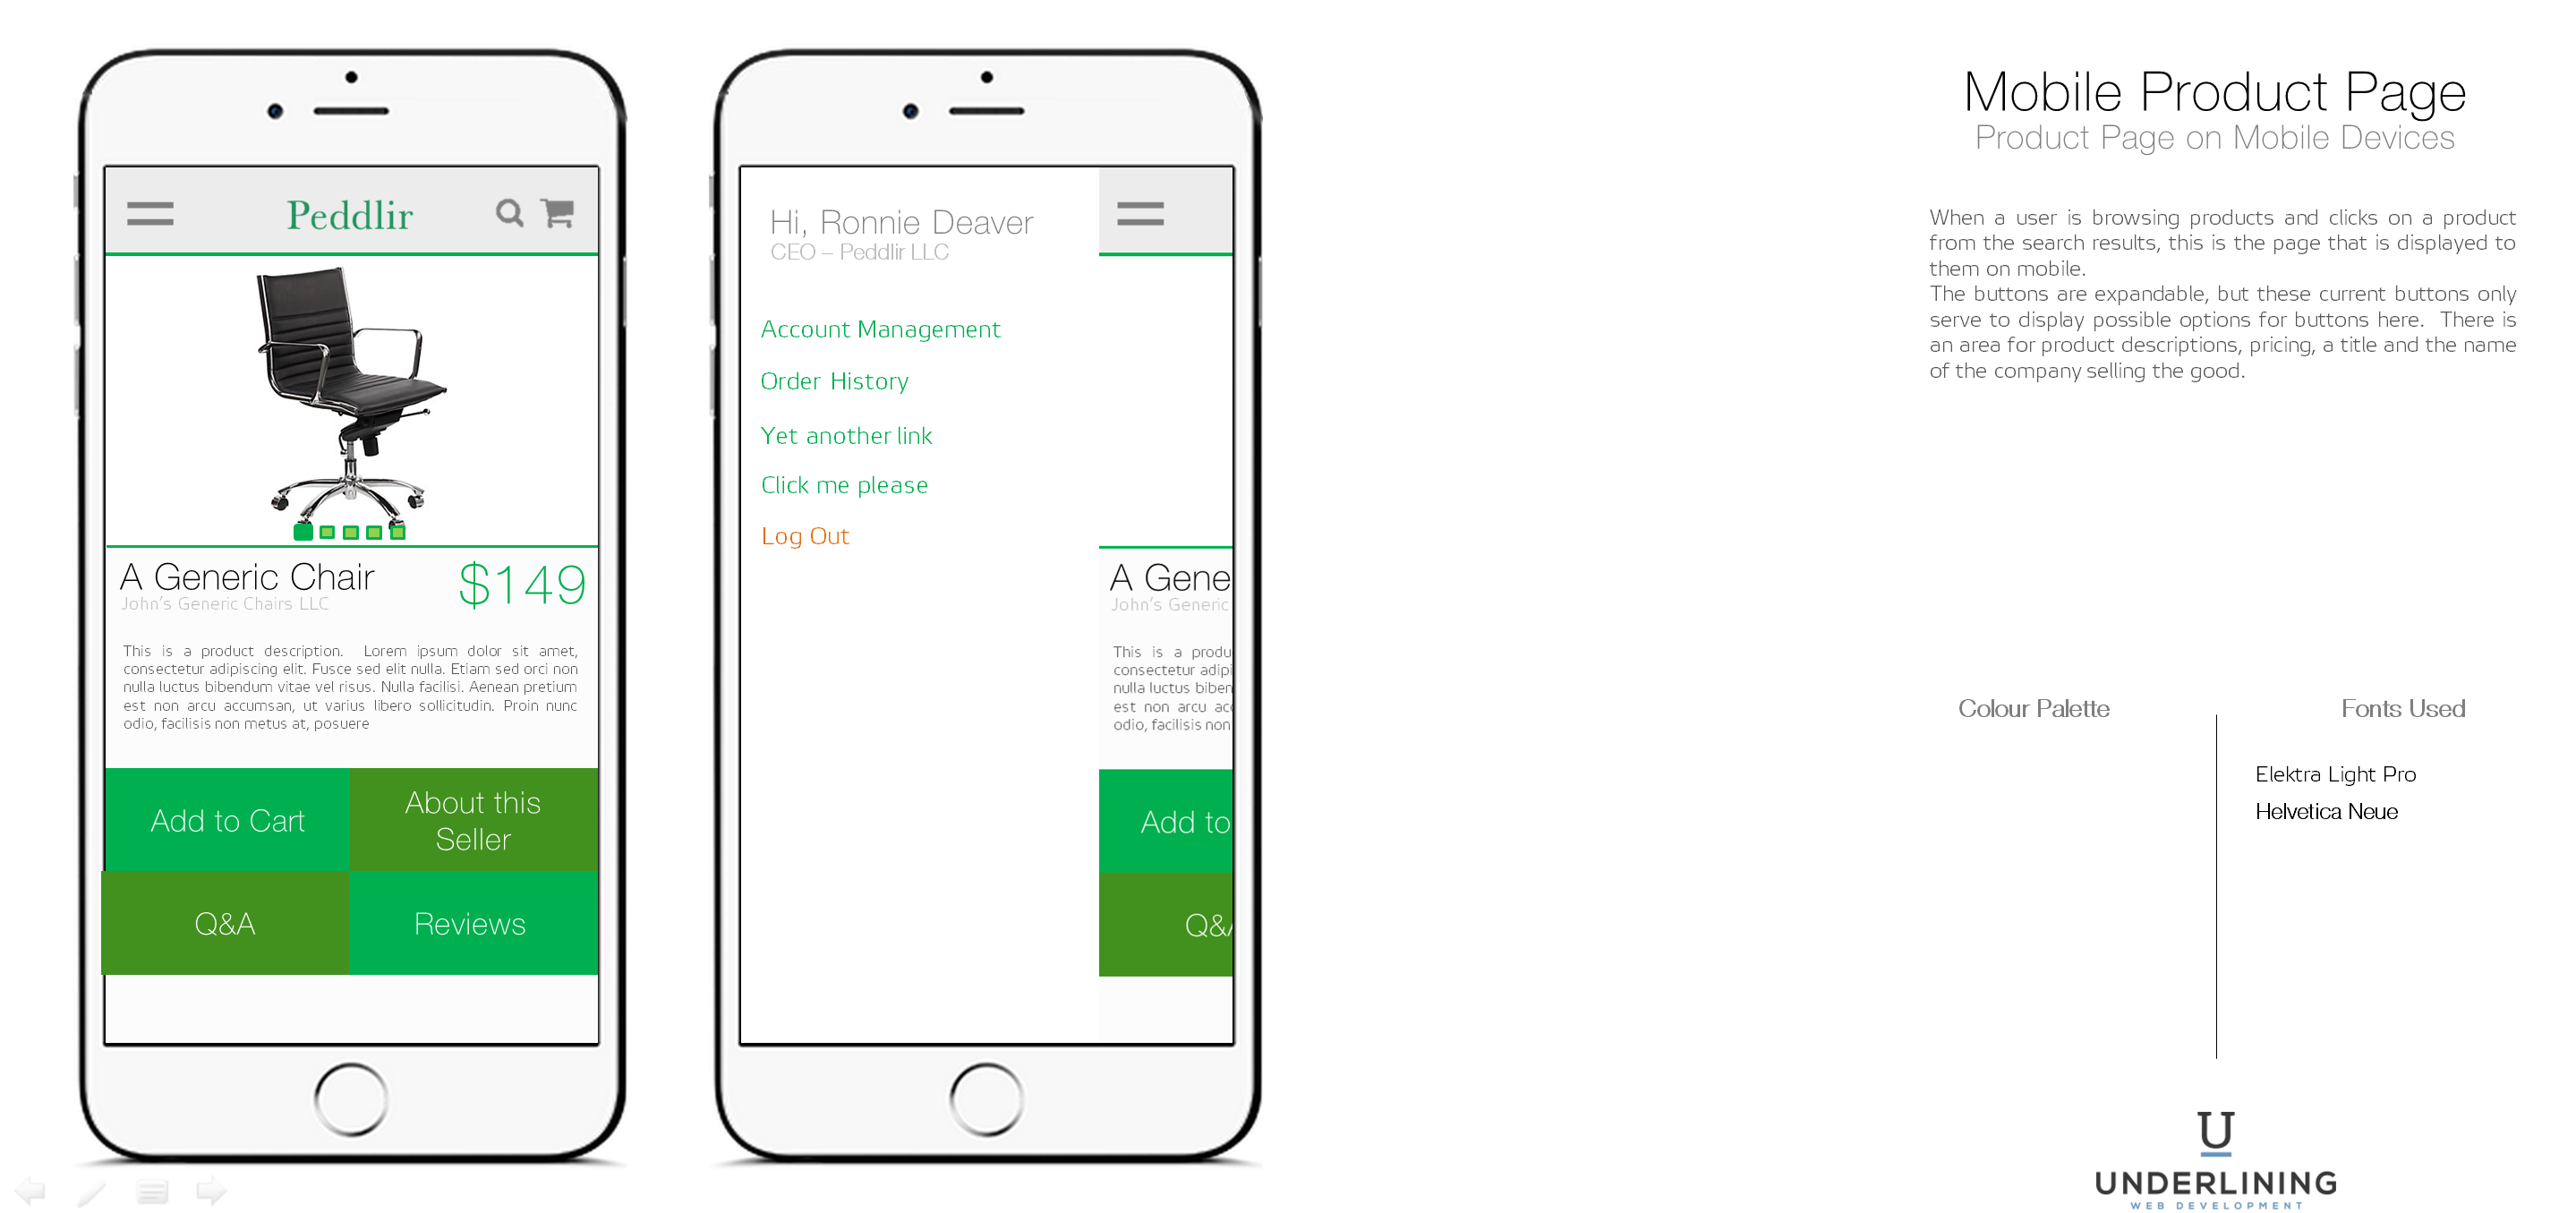 Peddlir
A Generic Chair
$149
John's Generic Chairs LLC
This is a product description.  Lorem ipsum dolor sit amet,
consectetur adipiscing elit. Fusce sed elit nulla. Etiam sed orci non
nulla luctus bibendum vitae vel risus. Nulla facilisi. Aenean pretium
est non arcu accumsan, ut varius libero sollicitudin. Proin nunc
odio, facilisis non metus at, posuere
Add to Cart
About this
Seller
Q&A
Reviews
Hi, Ronnie Deaver
CEO – Peddlir LLC
Account Management
Order History
Yet another link
Click me please
Log Out
A Gene
John's Generic
This is a produ
consectetur adipi
nulla luctus biben
est non arcu acc
odio, facilisis non
Add to
Q&A
Mobile Product Page
Product Page on Mobile Devices
When a user is browsing products and clicks on a product
from the search results, this is the page that is displayed to
them on mobile.
The buttons are expandable, but these current buttons only
serve to display possible options for buttons here.  There is
an area for product descriptions, pricing, a title and the name
of the company selling the good.
Colour Palette
Fonts Used
Elektra Light Pro
Helvetica Neue
U
UNDERLINING
WEB DEVELOPMENT